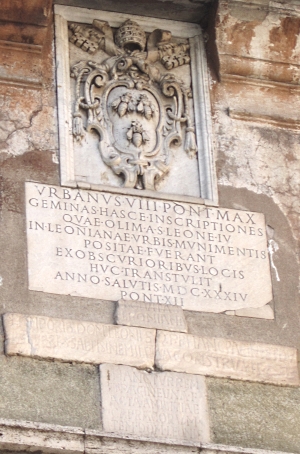 VRBANVS·VIII·PONT·MAX
GEMINAS·HASCE·INSCRIPTIONES
QVAE·OLIM·A·S·LEONE·IV
IN·LEONIANAE·VRBIS·MVNIMENTIS
POSITAE·FVERANT
EX·OBSCVRIORIBVS·LOCIS
HVC·TRANSTVLIT
ANNO·SALVTIS·MDCXXXIV
PONT·XII